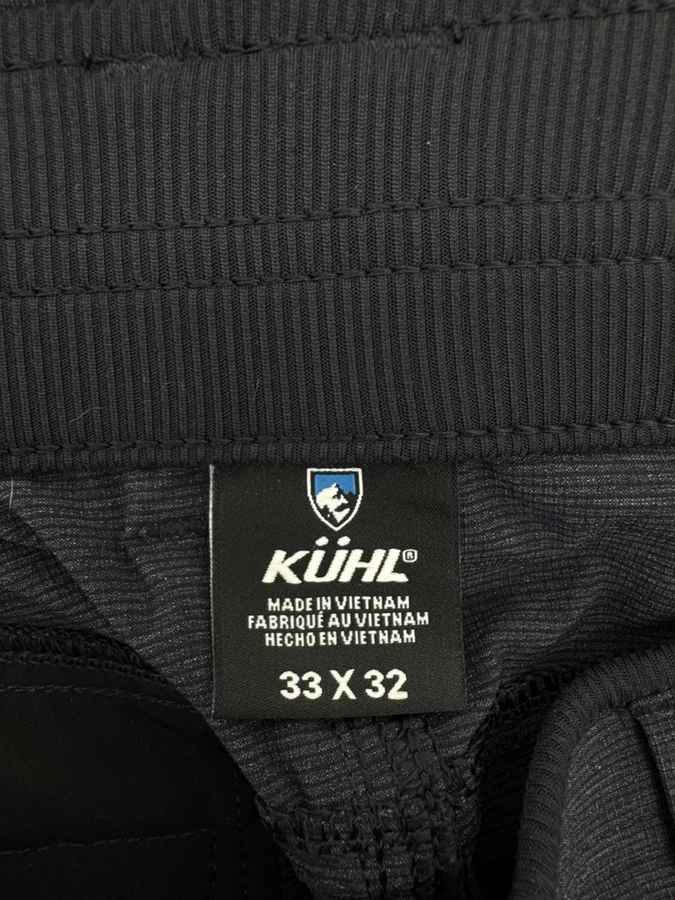 KÜHL®
MADE IN VIETNAM
FABRIQUÉ AU VIETNAM
HECHO EN VIETNAM
33 X 32